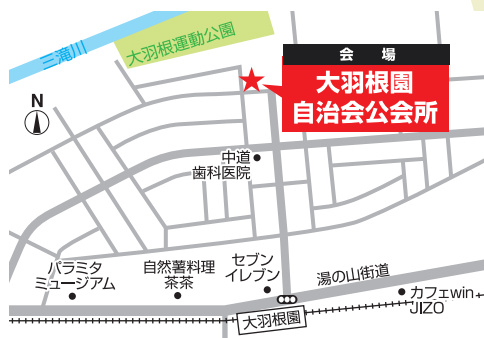 三滝川
大羽根運動公園
会場
大羽根園
自治会公会所
N
中道
歯科医院
パラミタ
ミュージアム
自然薯料理
茶茶
セブン
イレブン
湯の山街道
カフェwin
JIZO
大羽根園